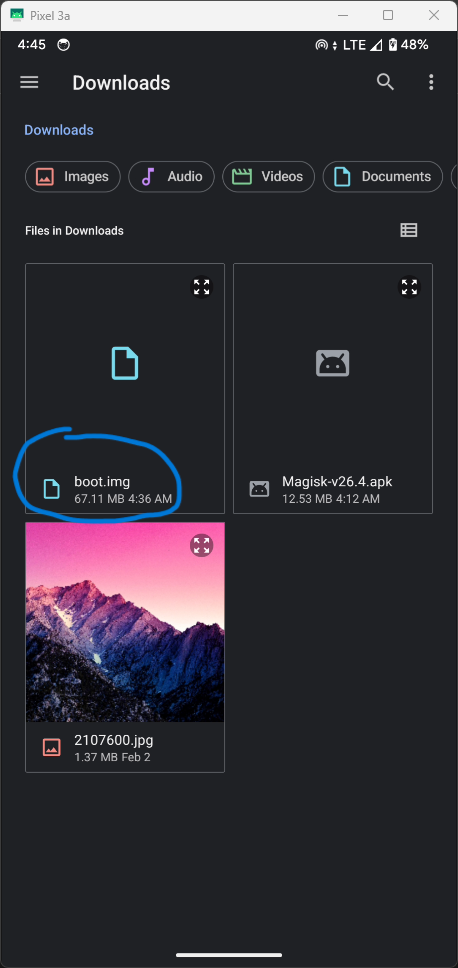 Pixel 3a
4:45
LTE 48%
Downloads
Downloads
Images
Audio
Videos
Documents
Files in Downloads
boot.img
67.11 MB 4:36 AM
Magisk-v26.4.apk
12.53 MB 4:12 AM
2107600.jpg
1.37 MB Feb 2